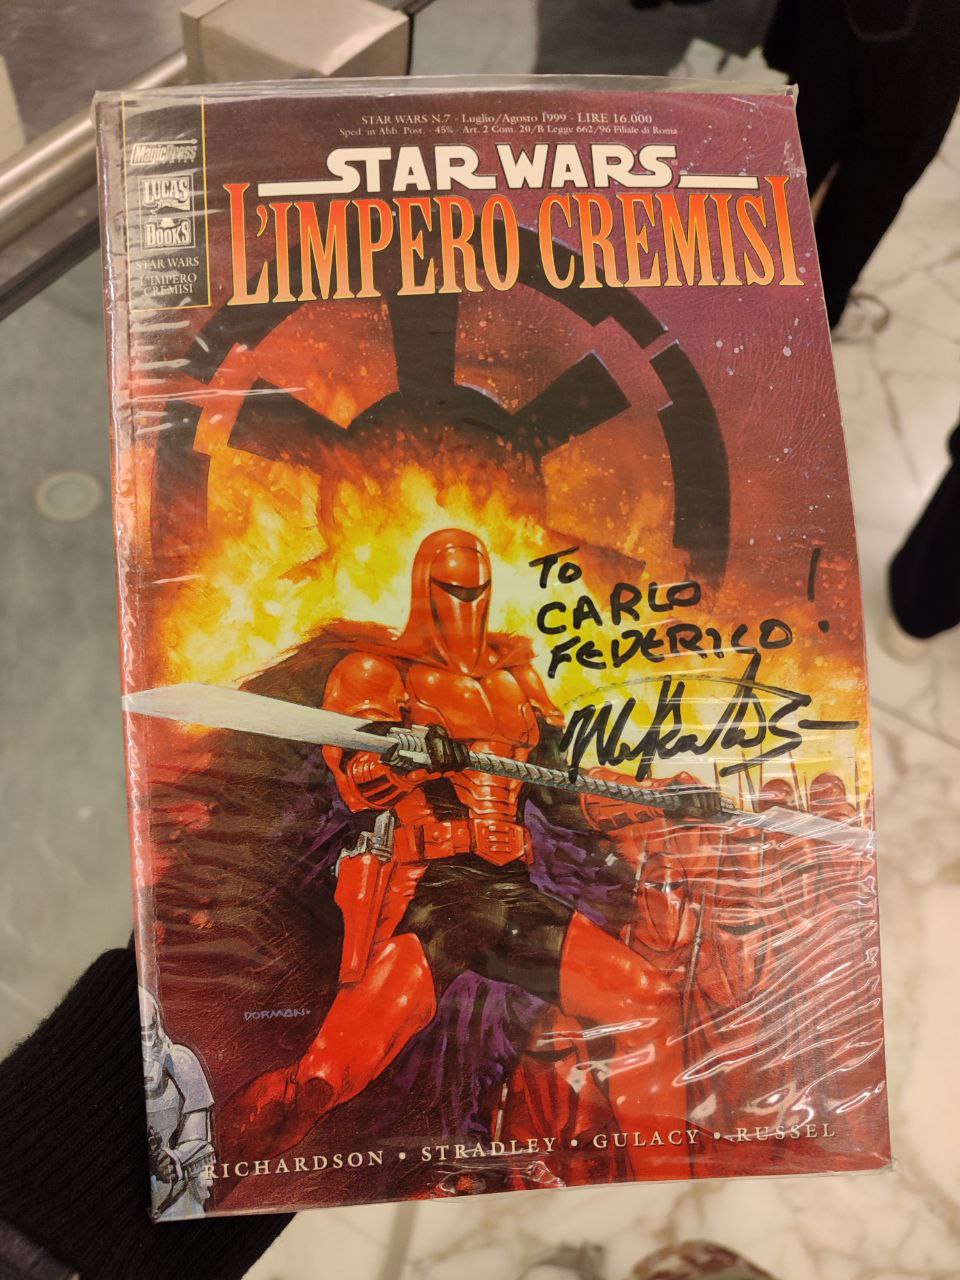 STAR WARS N.7 - Luglio/Agosto 1999 - LIRE 16.000
Sped. in Abb. Post. - 45% - Art. 2 Com. 20/B Legge 662/96 Filiale di Roma
MagicPress
LUCAS
BOOKS
STAR WARS
L'IMPERO
CREMISI
STAR WARS
L'IMPERO CREMISI
TO
CARLO
FEDERICO!
DORMAN.
RICHARDSON • STRADLEY • GULACY • RUSSEL